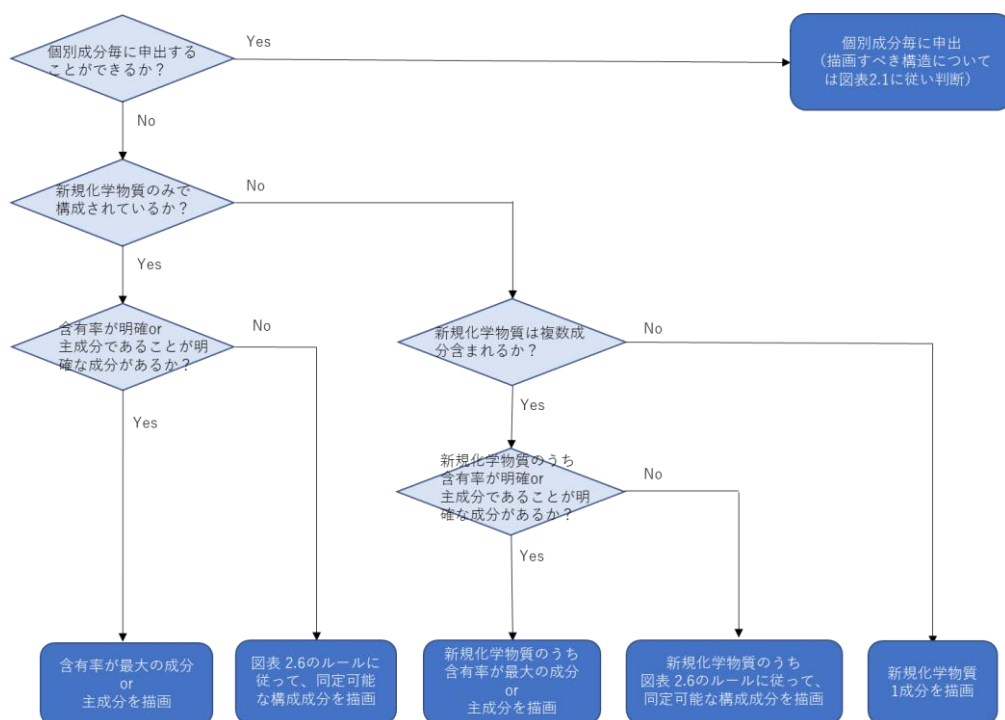 個別成分毎に申出する
ことができるか？
Yes
個別成分毎に申出
（描画すべき構造について
は図表2.1に従い判断）
No
新規化学物質のみで
構成されているか？
No
Yes
含有率が明確or
主成分であることが明
確な成分があるか？
No
新規化学物質は複数成
分含まれるか？
No
Yes
Yes
新規化学物質のうち
含有率が明確or
主成分であることが明
確な成分があるか？
No
Yes
含有率が最大の成分
or
主成分を描画
図表 2.6のルールに
従って、同定可能
な構成成分を描画
新規化学物質のうち
含有率が最大の成分
or
主成分を描画
新規化学物質のうち
図表 2.6のルールに従って、
同定可能な構成成分を描画
新規化学物質
1成分を描画